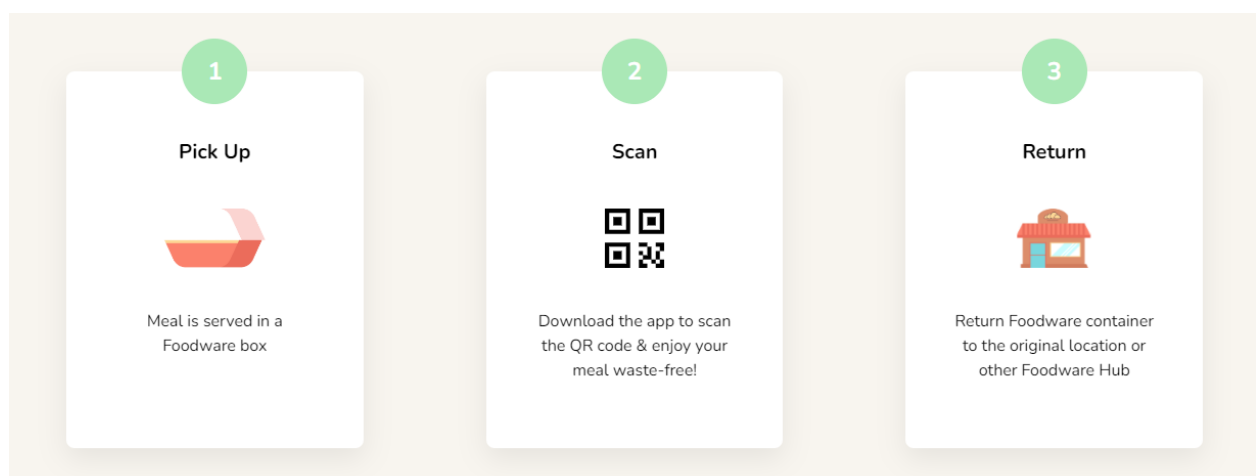 1
Pick Up
Meal is served in a
Foodware box
2
Scan
Download the app to scan
the QR code & enjoy your
meal waste-free!
3
Return
Return Foodware container
to the original location or
other Foodware Hub